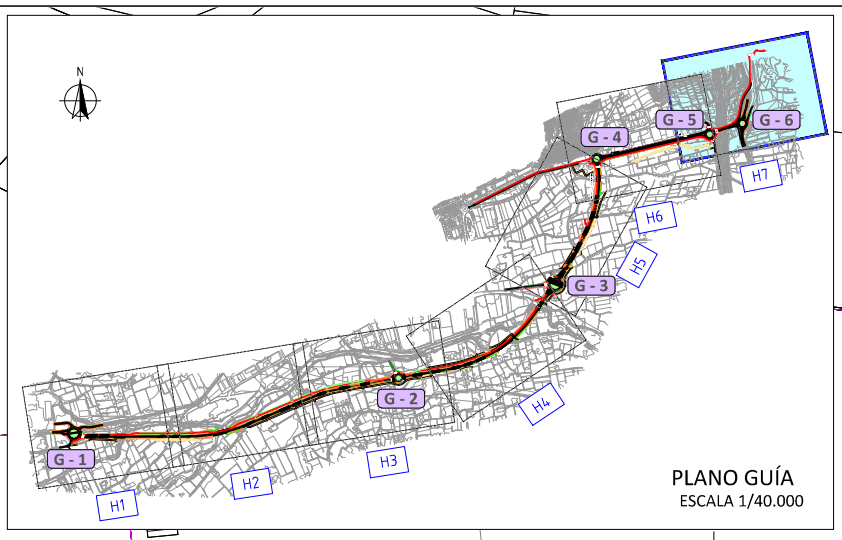 N
G - 5
G - 6
G - 4
H7
H6
H5
G - 3
G - 2
H4
G - 1
H3
H2
H1
PLANO GUÍA
ESCALA 1/40.000